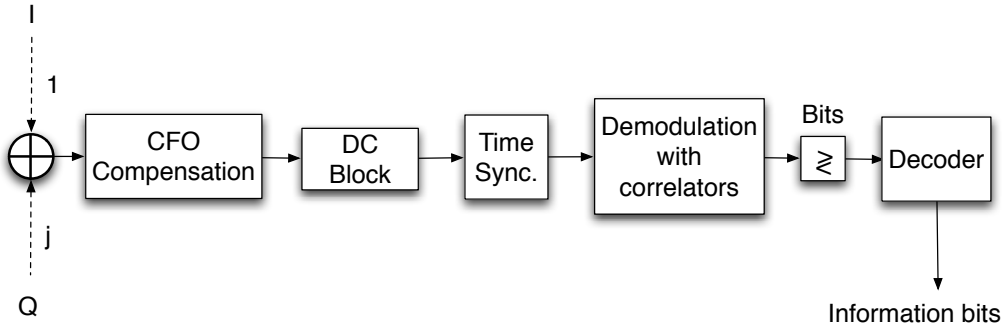 I
1
j
Q
CFO
Compensation
DC
Block
Time
Sync.
Demodulation
with
correlators
Bits
≷
Decoder
Information bits